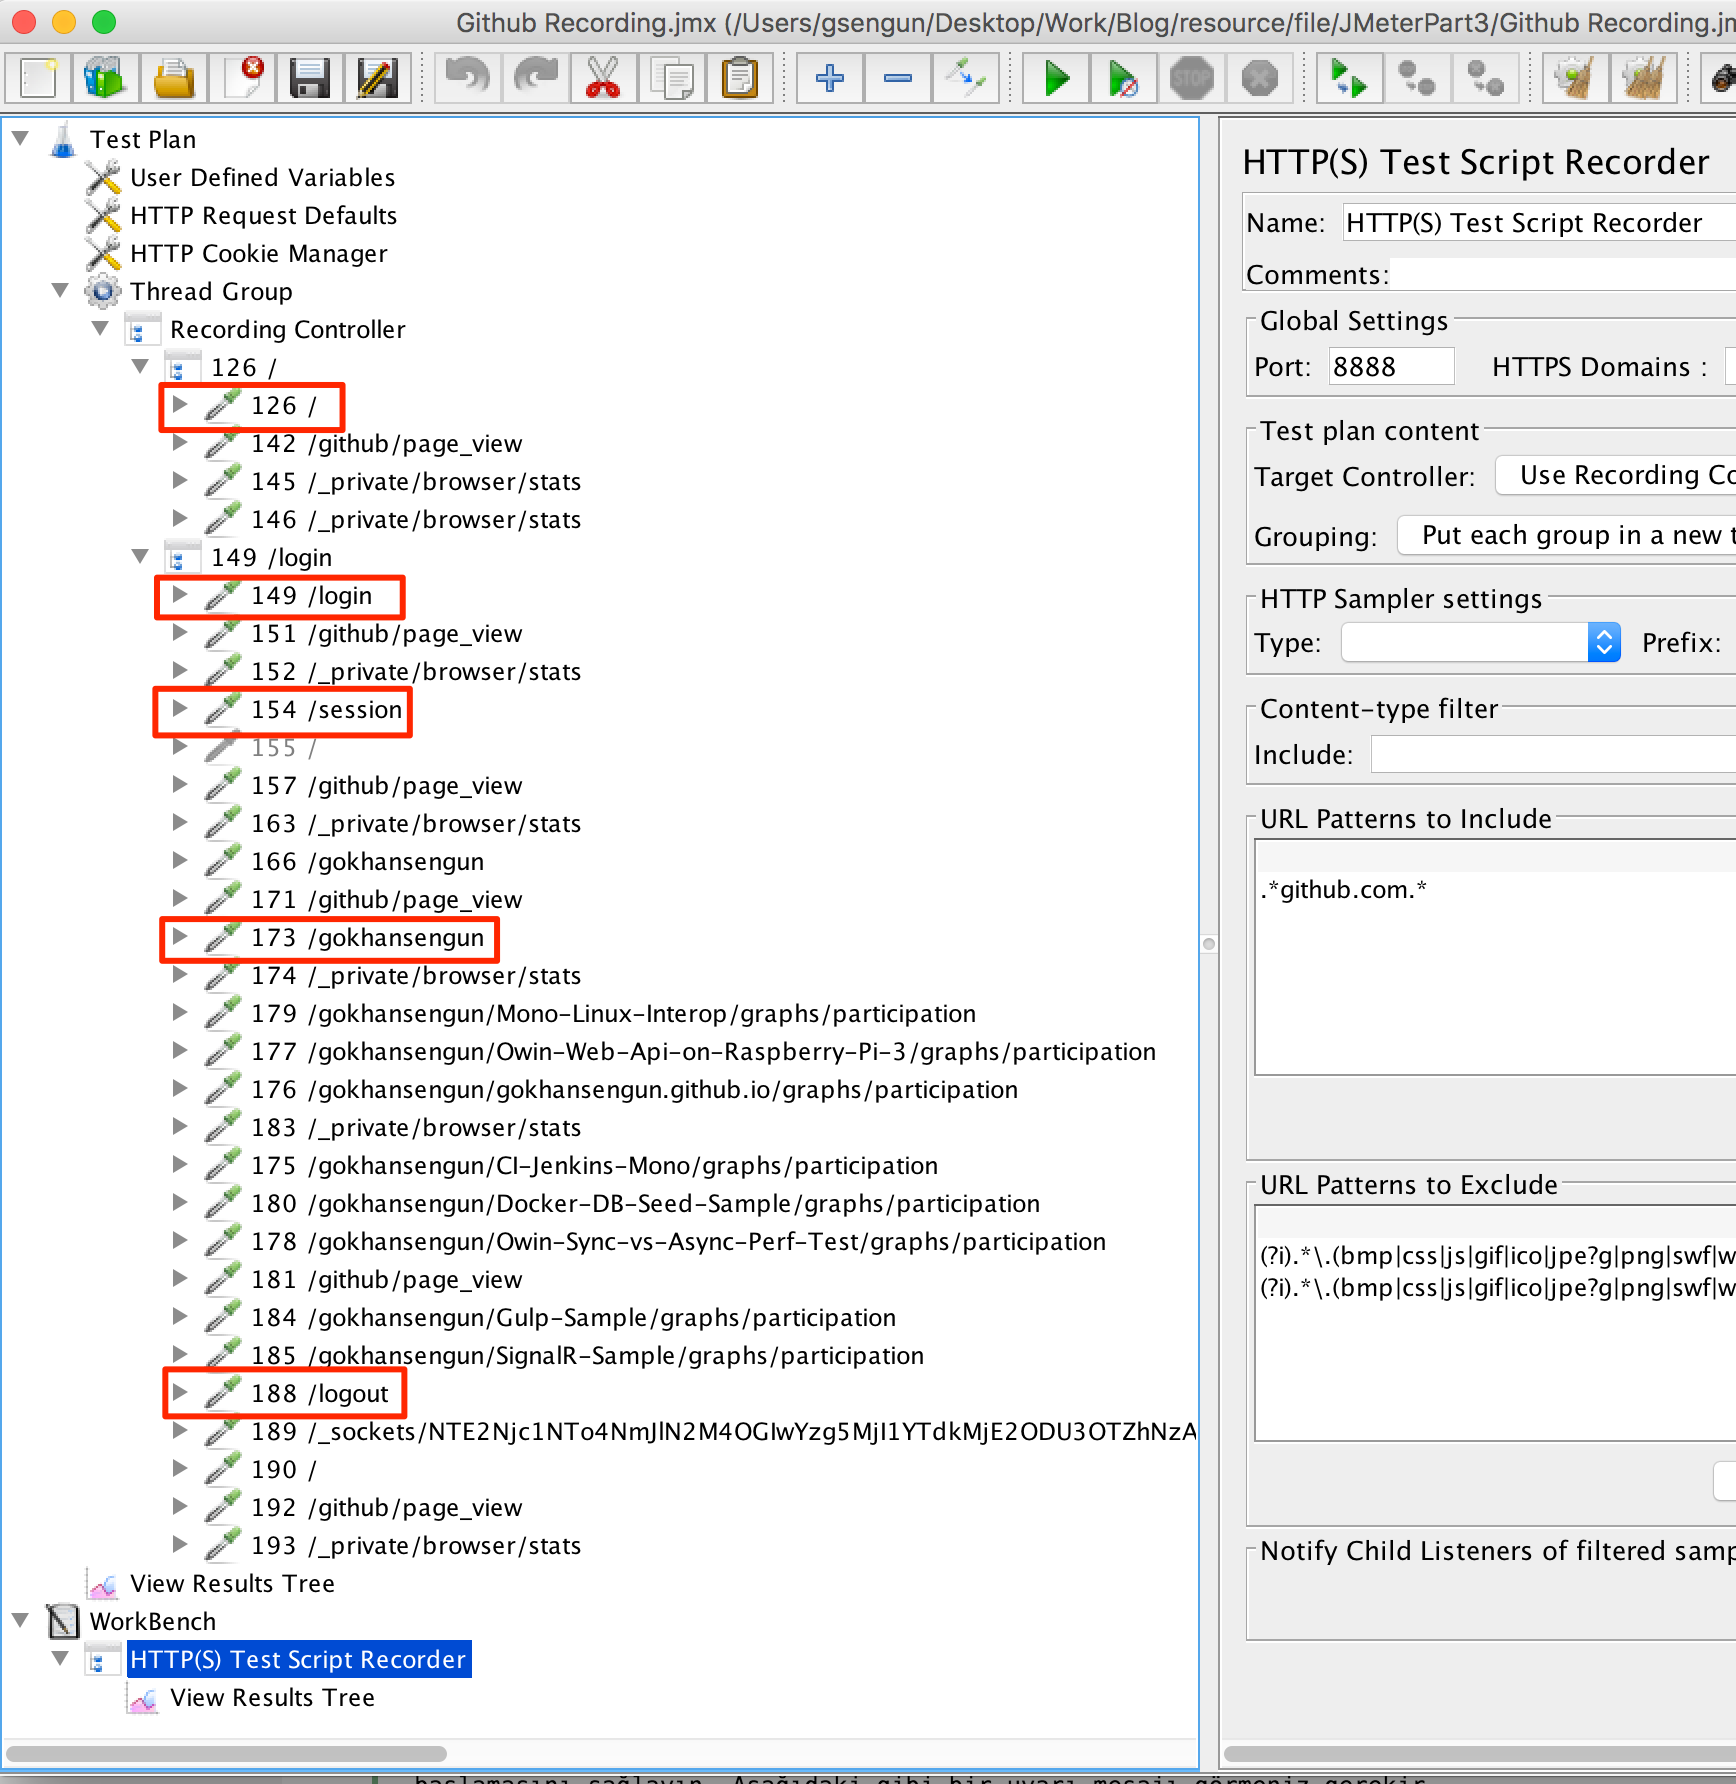 Github Recording.jmx (/Users/gsengun/Desktop/Work/Blog/resource/file/JMeterPart3/Github Recording.jm
STOP
Test Plan
User Defined Variables
HTTP Request Defaults
HTTP Cookie Manager
Thread Group
Recording Controller
126 /
126 /
142 /github/page_view
145 /_private/browser/stats
146 /_private/browser/stats
149 /login
149 /login
151 /github/page_view
152 /_private/browser/stats
154 /session
155 /
157 /github/page_view
163 /_private/browser/stats
166 /gokhansengun
171 /github/page_view
173 /gokhansengun
174 /_private/browser/stats
179 /gokhansengun/Mono-Linux-Interop/graphs/participation
177 /gokhansengun/Owin-Web-Api-on-Raspberry-Pi-3/graphs/participation
176 /gokhansengun/gokhansengun.github.io/graphs/participation
183 /_private/browser/stats
175 /gokhansengun/CI-Jenkins-Mono/graphs/participation
180 /gokhansengun/Docker-DB-Seed-Sample/graphs/participation
178 /gokhansengun/Owin-Sync-vs-Async-Perf-Test/graphs/participation
181 /github/page_view
184 /gokhansengun/Gulp-Sample/graphs/participation
185 /gokhansengun/SignalR-Sample/graphs/participation
188 /logout
189 /_sockets/NTE2Njc1NTo4NmJlN2M4OGIwYzg5MjI1YTdkMjE2ODU3OTZhNzA
190 /
192 /github/page_view
193 /_private/browser/stats
View Results Tree
WorkBench
HTTP(S) Test Script Recorder
View Results Tree
HTTP(S) Test Script Recorder
Name: HTTP(S) Test Script Recorder
Comments:
Global Settings
Port: 8888 HTTPS Domains :
Test plan content
Target Controller: Use Recording Co
Grouping: Put each group in a new t
HTTP Sampler settings
Type: Prefix:
Content-type filter
Include:
URL Patterns to Include
.*github.com.*
URL Patterns to Exclude
(?i).*\.(bmp|css|js|gif|ico|jpe?g|png|swf|w
(?i).*\.(bmp|css|js|gif|ico|jpe?g|png|swf|w
Notify Child Listeners of filtered samp
başlamasını sağlayın. Aşağıdaki gibi bir uyarı mesajı görmeniz gerekir